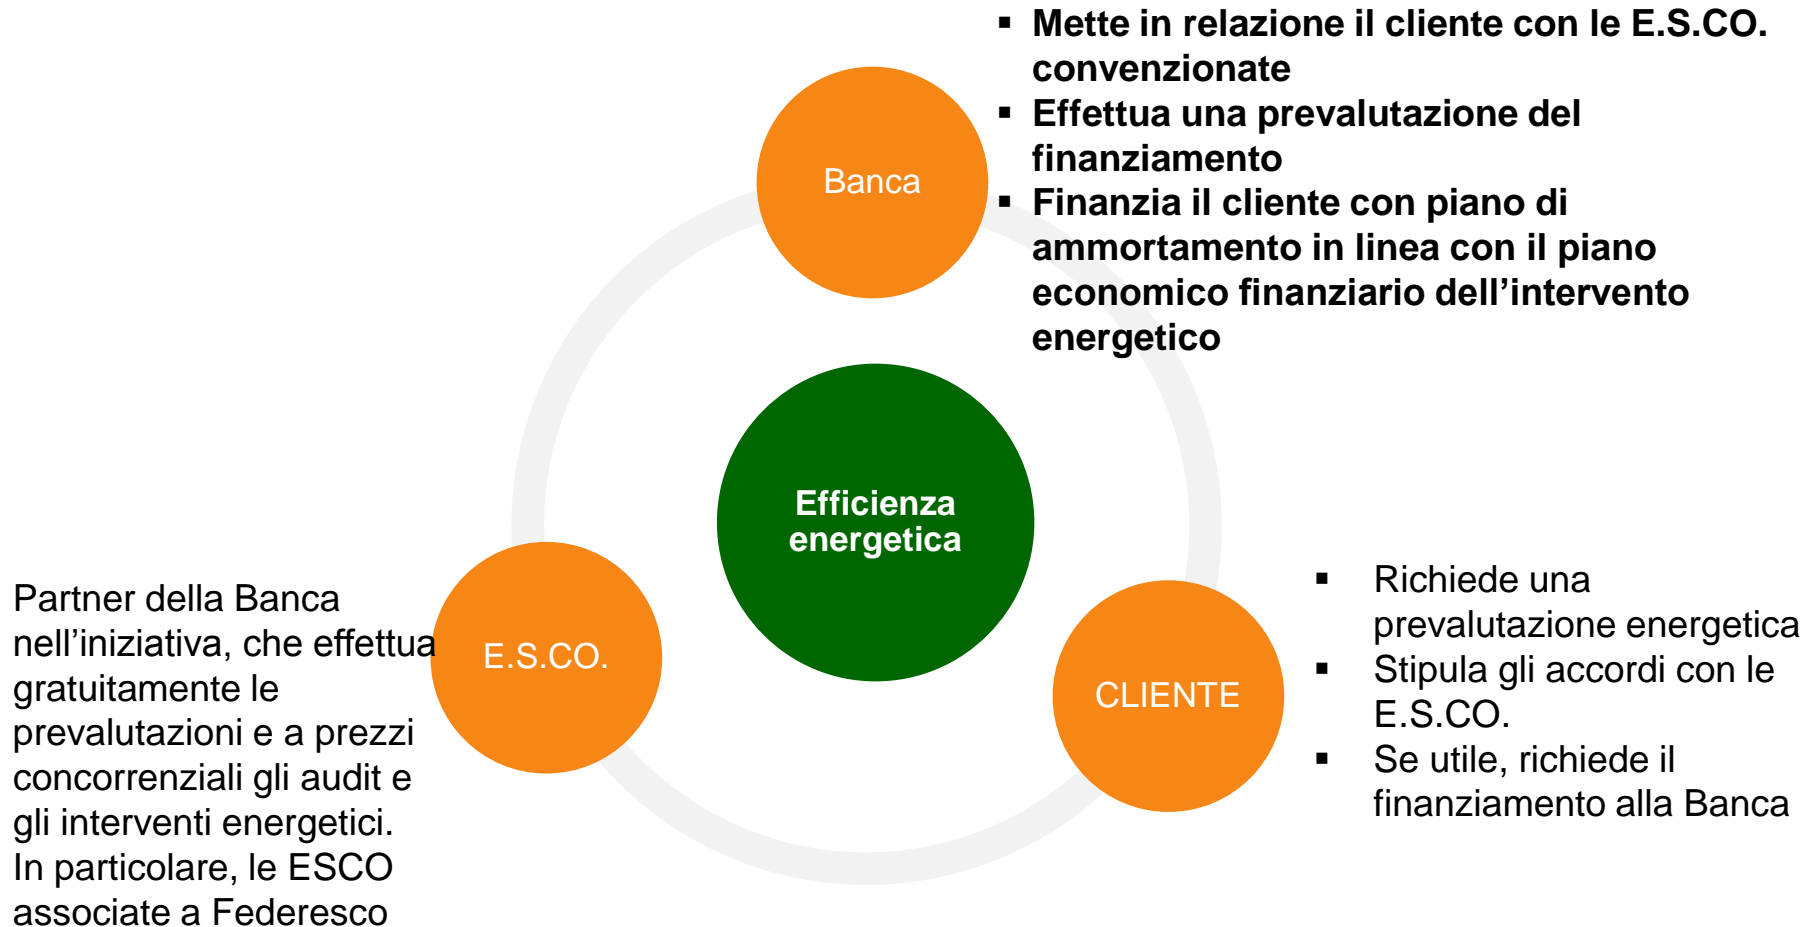 ▪ Mette in relazione il cliente con le E.S.CO.
convenzionate
▪ Effettua una prevalutazione del
finanziamento
▪ Finanzia il cliente con piano di
ammortamento in linea con il piano
economico finanziario dell’intervento
energetico
Banca
Efficienza
energetica
Partner della Banca
nell’iniziativa, che effettua
gratuitamente le
prevalutazioni e a prezzi
concorrenziali gli audit e
gli interventi energetici.
In particolare, le ESCO
associate a Federesco
E.S.CO.
CLIENTE
▪ Richiede una
prevalutazione energetica
▪ Stipula gli accordi con le
E.S.CO.
▪ Se utile, richiede il
finanziamento alla Banca